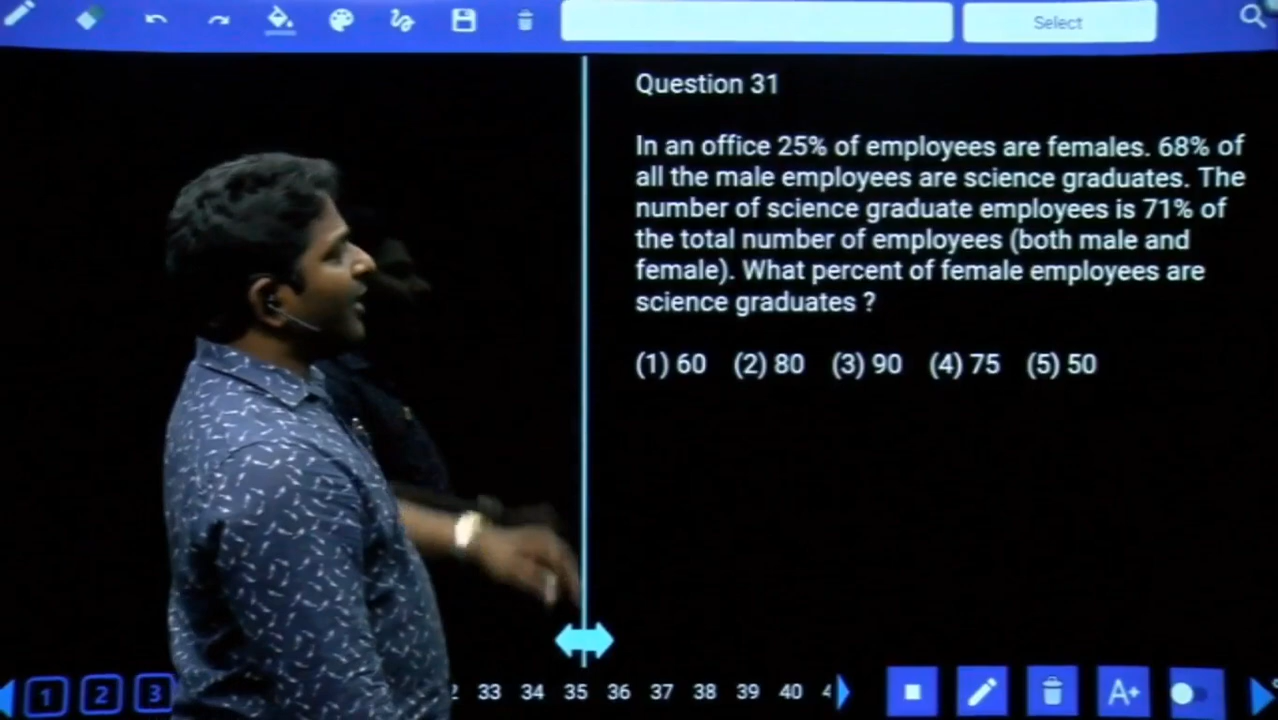 Select
Question 31
In an office 25% of employees are females. 68% of
all the male employees are science graduates. The
number of science graduate employees is 71% of
the total number of employees (both male and
female). What percent of female employees are
science graduates ?
(1) 60 (2) 80 (3) 90 (4) 75 (5) 50
1 2 3 33 34 35 36 37 38 39 40
A+